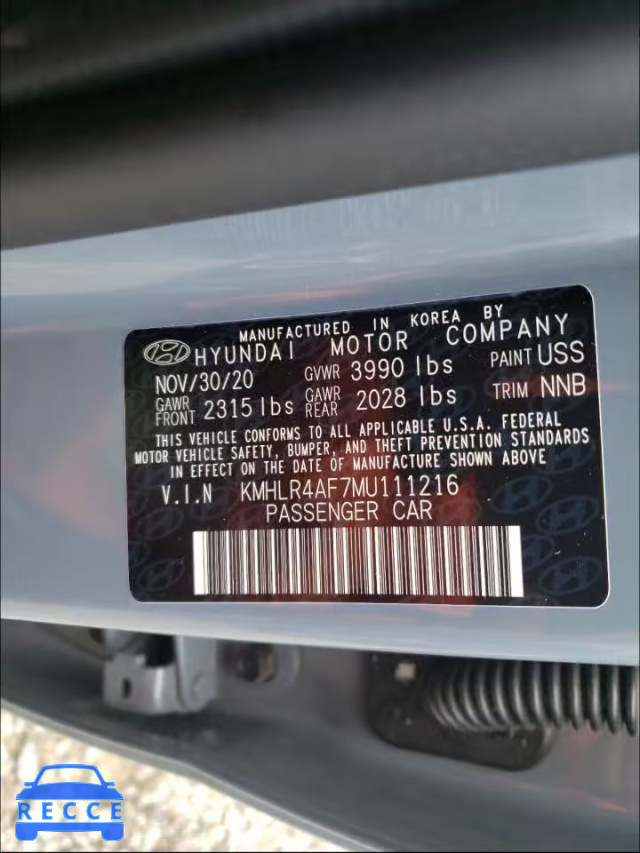 MANUFACTURED IN KOREA BY
HYUNDAI MOTOR COMPANY
NOV/30/20 GVWR 3990 lbs PAINT USS
GAWR FRONT 2315 lbs GAWR REAR 2028 lbs TRIM NNB
THIS VEHICLE CONFORMS TO ALL APPLICABLE U.S.A. FEDERAL
MOTOR VEHICLE SAFETY, BUMPER, AND THEFT PREVENTION STANDARDS
IN EFFECT ON THE DATE OF MANUFACTURE SHOWN ABOVE.
V.I.N KMHLR4AF7MU111216
PASSENGER CAR
RECCE